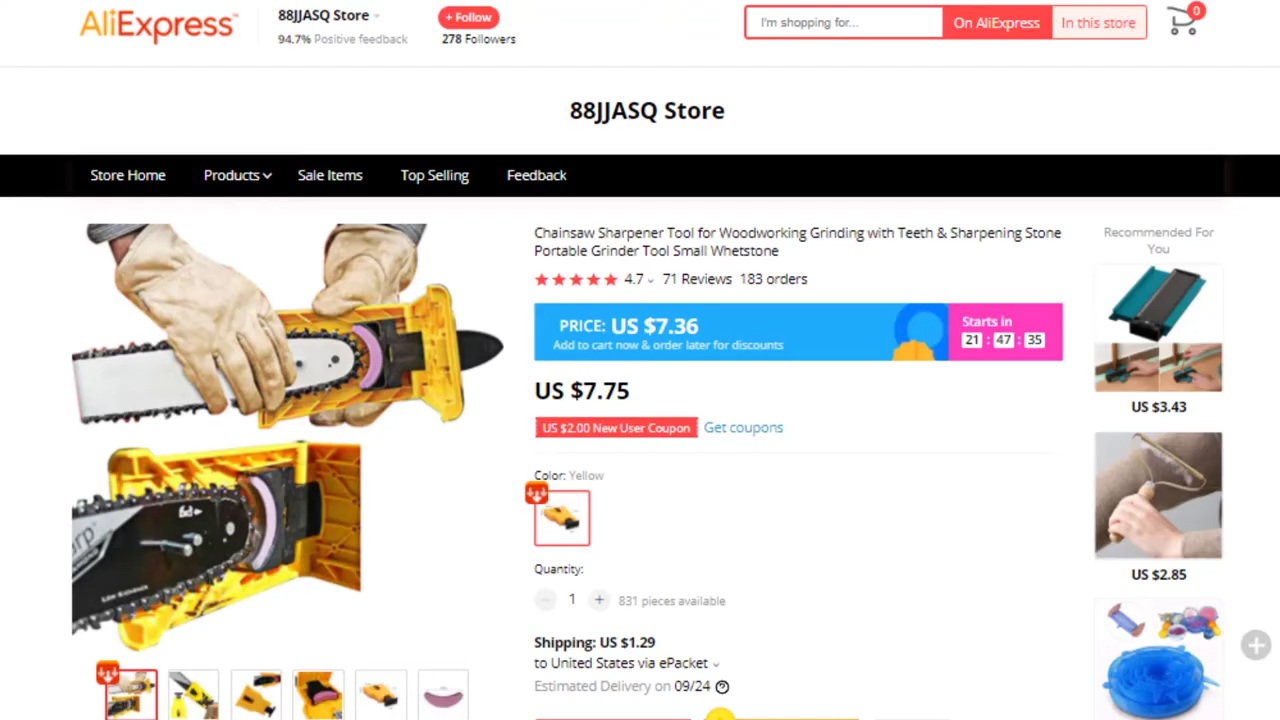 AliExpress™
88JJASQ Store
94.7% Positive feedback
+ Follow
278 Followers
I'm shopping for...
On AliExpress
In this store
0
88JJASQ Store
Store Home
Products
Sale Items
Top Selling
Feedback
Chainsaw Sharpener Tool for Woodworking Grinding with Teeth & Sharpening Stone
Portable Grinder Tool Small Whetstone
4.7
71 Reviews
183 orders
PRICE: US $7.36
Add to cart now & order later for discounts
Starts in
21 : 47 : 35
US $7.75
US $2.00 New User Coupon
Get coupons
Color: Yellow
Quantity:
1
831 pieces available
Shipping: US $1.29
to United States via ePacket
Estimated Delivery on 09/24
Recommended For
You
US $3.43
US $2.85